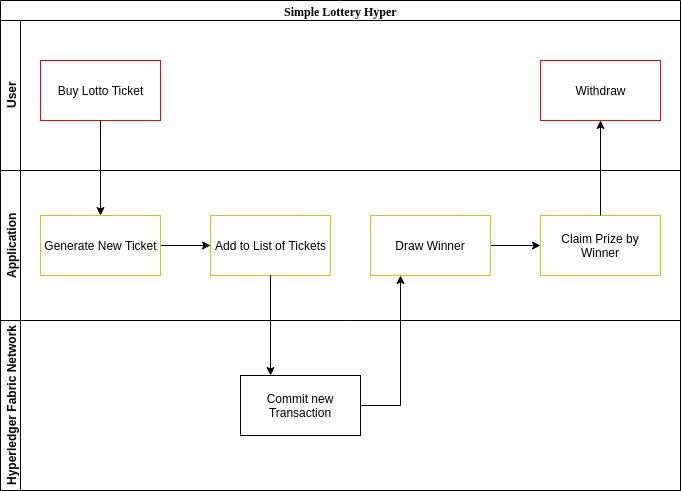 Simple Lottery Hyper
User
Buy Lotto Ticket
Withdraw
Application
Generate New Ticket
Add to List of Tickets
Draw Winner
Claim Prize by
Winner
Hyperledger Fabric Network
Commit new
Transaction